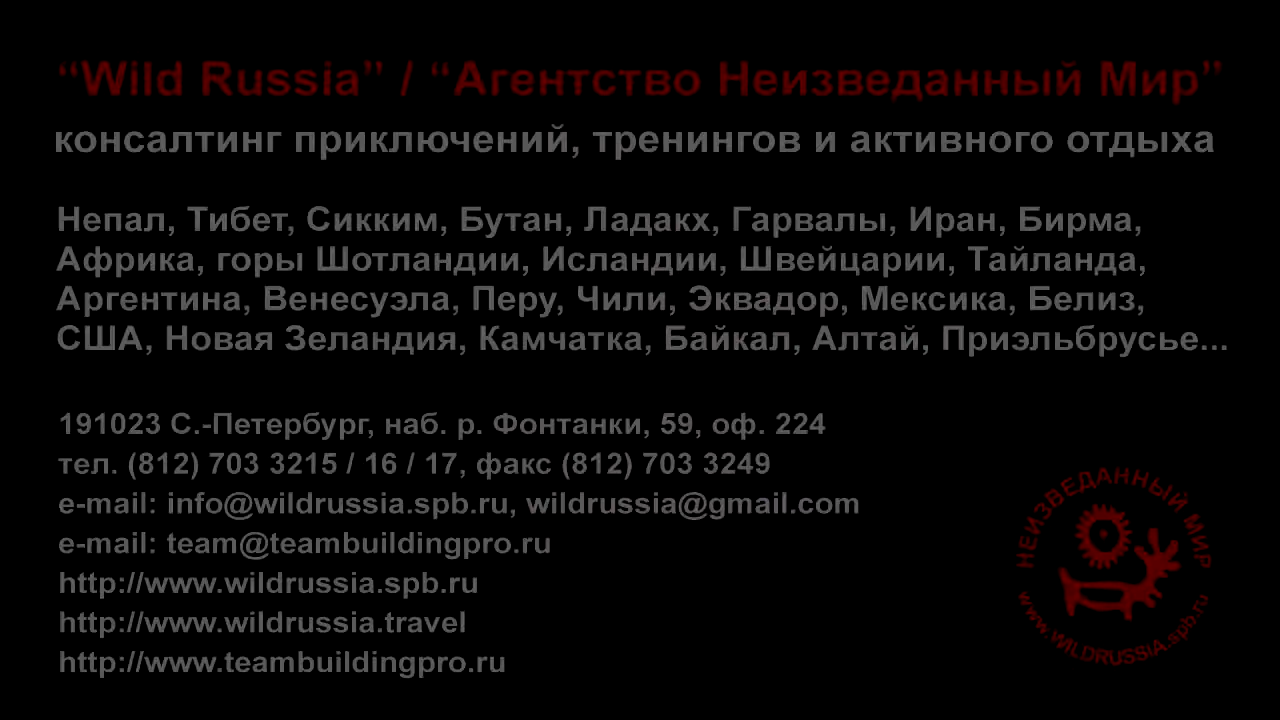 “Wild Russia” / “Агентство Неизведанный Мир”
консалтинг приключений, тренингов и активного отдыха
Непал, Тибет, Сикким, Бутан, Ладакх, Гарвалы, Иран, Бирма,
Африка, горы Шотландии, Исландии, Швейцарии, Тайланда,
Аргентина, Венесуэла, Перу, Чили, Эквадор, Мексика, Белиз,
США, Новая Зеландия, Камчатка, Байкал, Алтай, Приэльбрусье...
191023 С.-Петербург, наб. р. Фонтанки, 59, оф. 224
тел. (812) 703 3215 / 16 / 17, факс (812) 703 3249
e-mail: info@wildrussia.spb.ru, wildrussia@gmail.com
e-mail: team@teambuildingpro.ru
http://www.wildrussia.spb.ru
http://www.wildrussia.travel
http://www.teambuildingpro.ru
НЕИЗВЕДАННЫЙ МИР
www.WILDRUSSIA.spb.ru